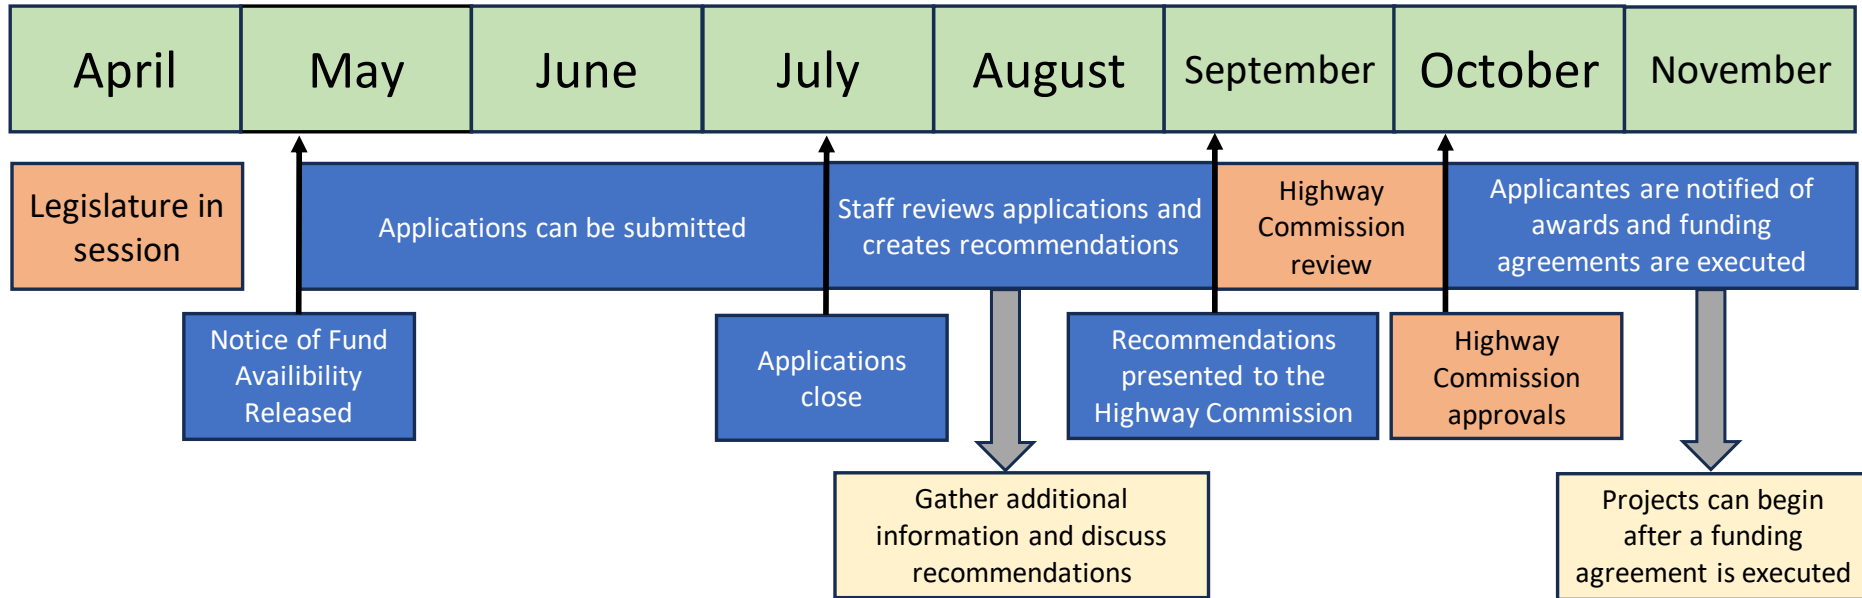 April
May
June
July
August
September
October
November
Legislature in
session
Applications can be submitted
Staff reviews applications and
creates recommendations
Highway
Commission
review
Applicantes are notified of
awards and funding
agreements are executed
Notice of Fund
Availibility
Released
Applications
close
Recommendations
presented to the
Highway Commission
Highway
Commission
approvals
Gather additional
information and discuss
recommendations
Projects can begin
after a funding
agreement is executed